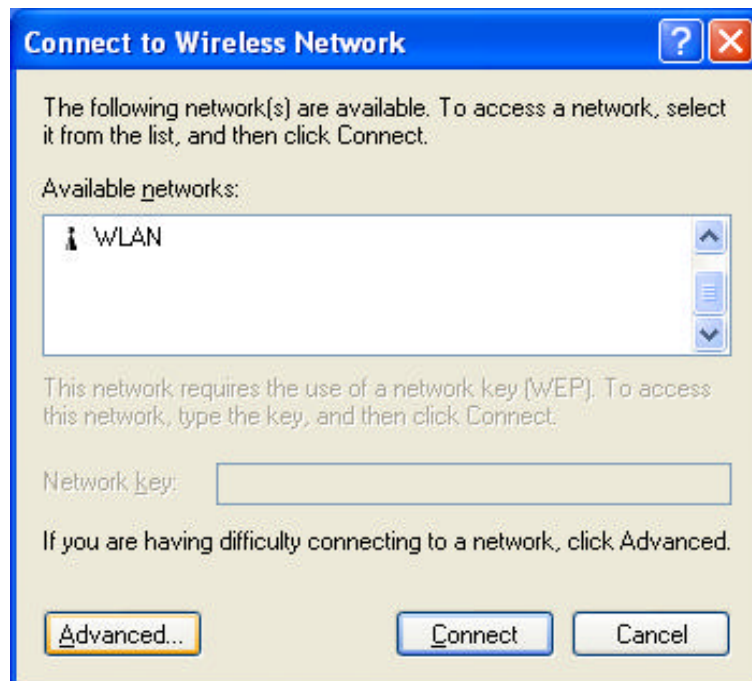 Connect to Wireless Network
The following network(s) are available. To access a network, select
it from the list, and then click Connect.
Available networks:
WLAN
This network requires the use of a network key (WEP). To access
this network, type the key, and then click Connect.
Network key:
If you are having difficulty connecting to a network, click Advanced.
Advanced... Connect Cancel